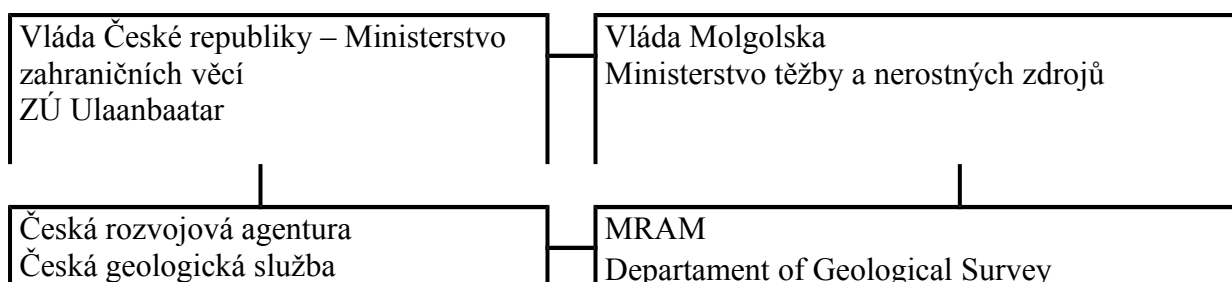 Vláda České republiky – Ministerstvo
zahraničních věcí
ZÚ Ulaanbaatar
Vláda Molgolska
Ministerstvo těžby a nerostných zdrojů
Česká rozvojová agentura
Česká geologická služba
MRAM
Departament of Geological Survey